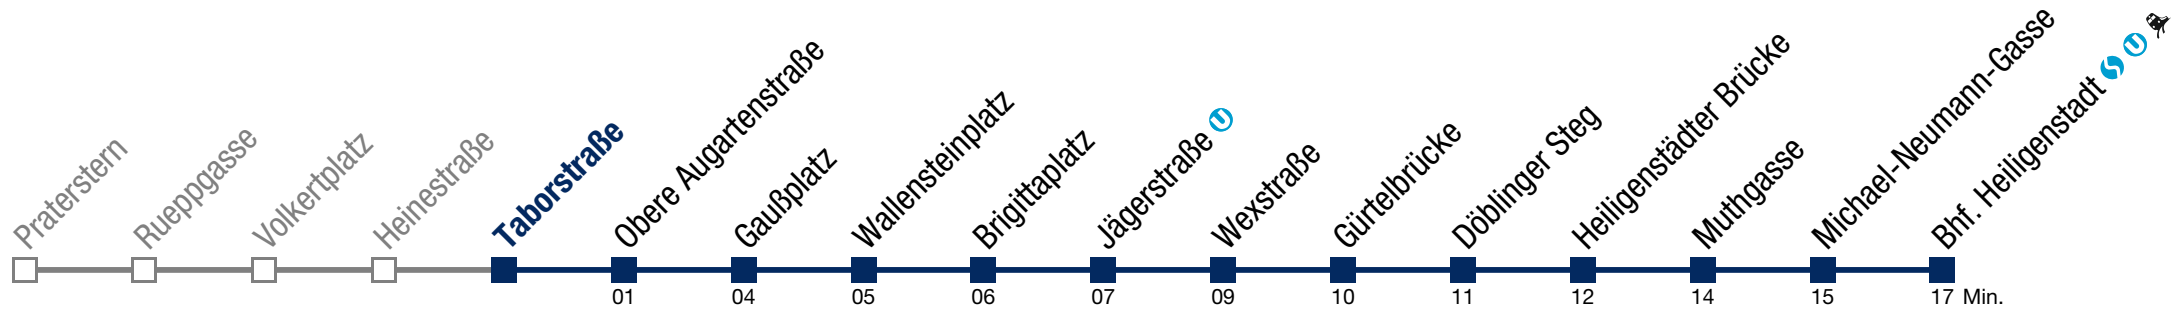 Praterstern
Rueppgasse
Volkertplatz
Heinestraße
Taborstraße
Obere Augartenstraße
Gaußplatz
Wallensteinplatz
Brigittaplatz
Jägerstraße
Wexstraße
Gürtelbrücke
Döblinger Steg
Heiligenstädter Brücke
Muthgasse
Michael-Neumann-Gasse
Bhf. Heiligenstadt
01 04 05 06 07 09 10 11 12 14 15 17 Min.